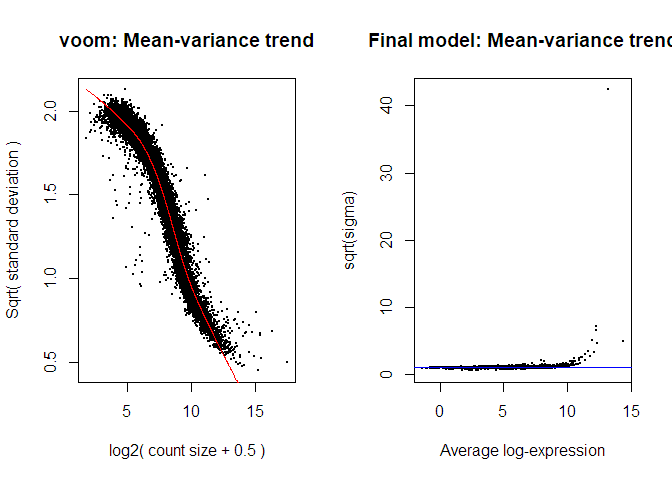 voom: Mean-variance trend
Sqrt( standard deviation )
2.0
1.5
1.0
0.5
5
10
15
log2( count size + 0.5 )
Final model: Mean-variance trend
sqrt(sigma)
40
30
20
10
0
0
5
10
15
Average log-expression